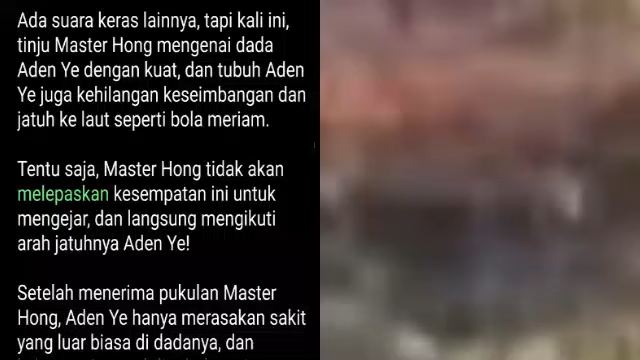 Ada suara keras lainnya, tapi kali ini,
tinju Master Hong mengenai dada
Aden Ye dengan kuat, dan tubuh Aden
Ye juga kehilangan keseimbangan dan
jatuh ke laut seperti bola meriam.
Tentu saja, Master Hong tidak akan
melepaskan kesempatan ini untuk
mengejar, dan langsung mengikuti
arah jatuhnya Aden Ye!
Setelah menerima pukulan Master
Hong, Aden Ye hanya merasakan sakit
yang luar biasa di dadanya, dan